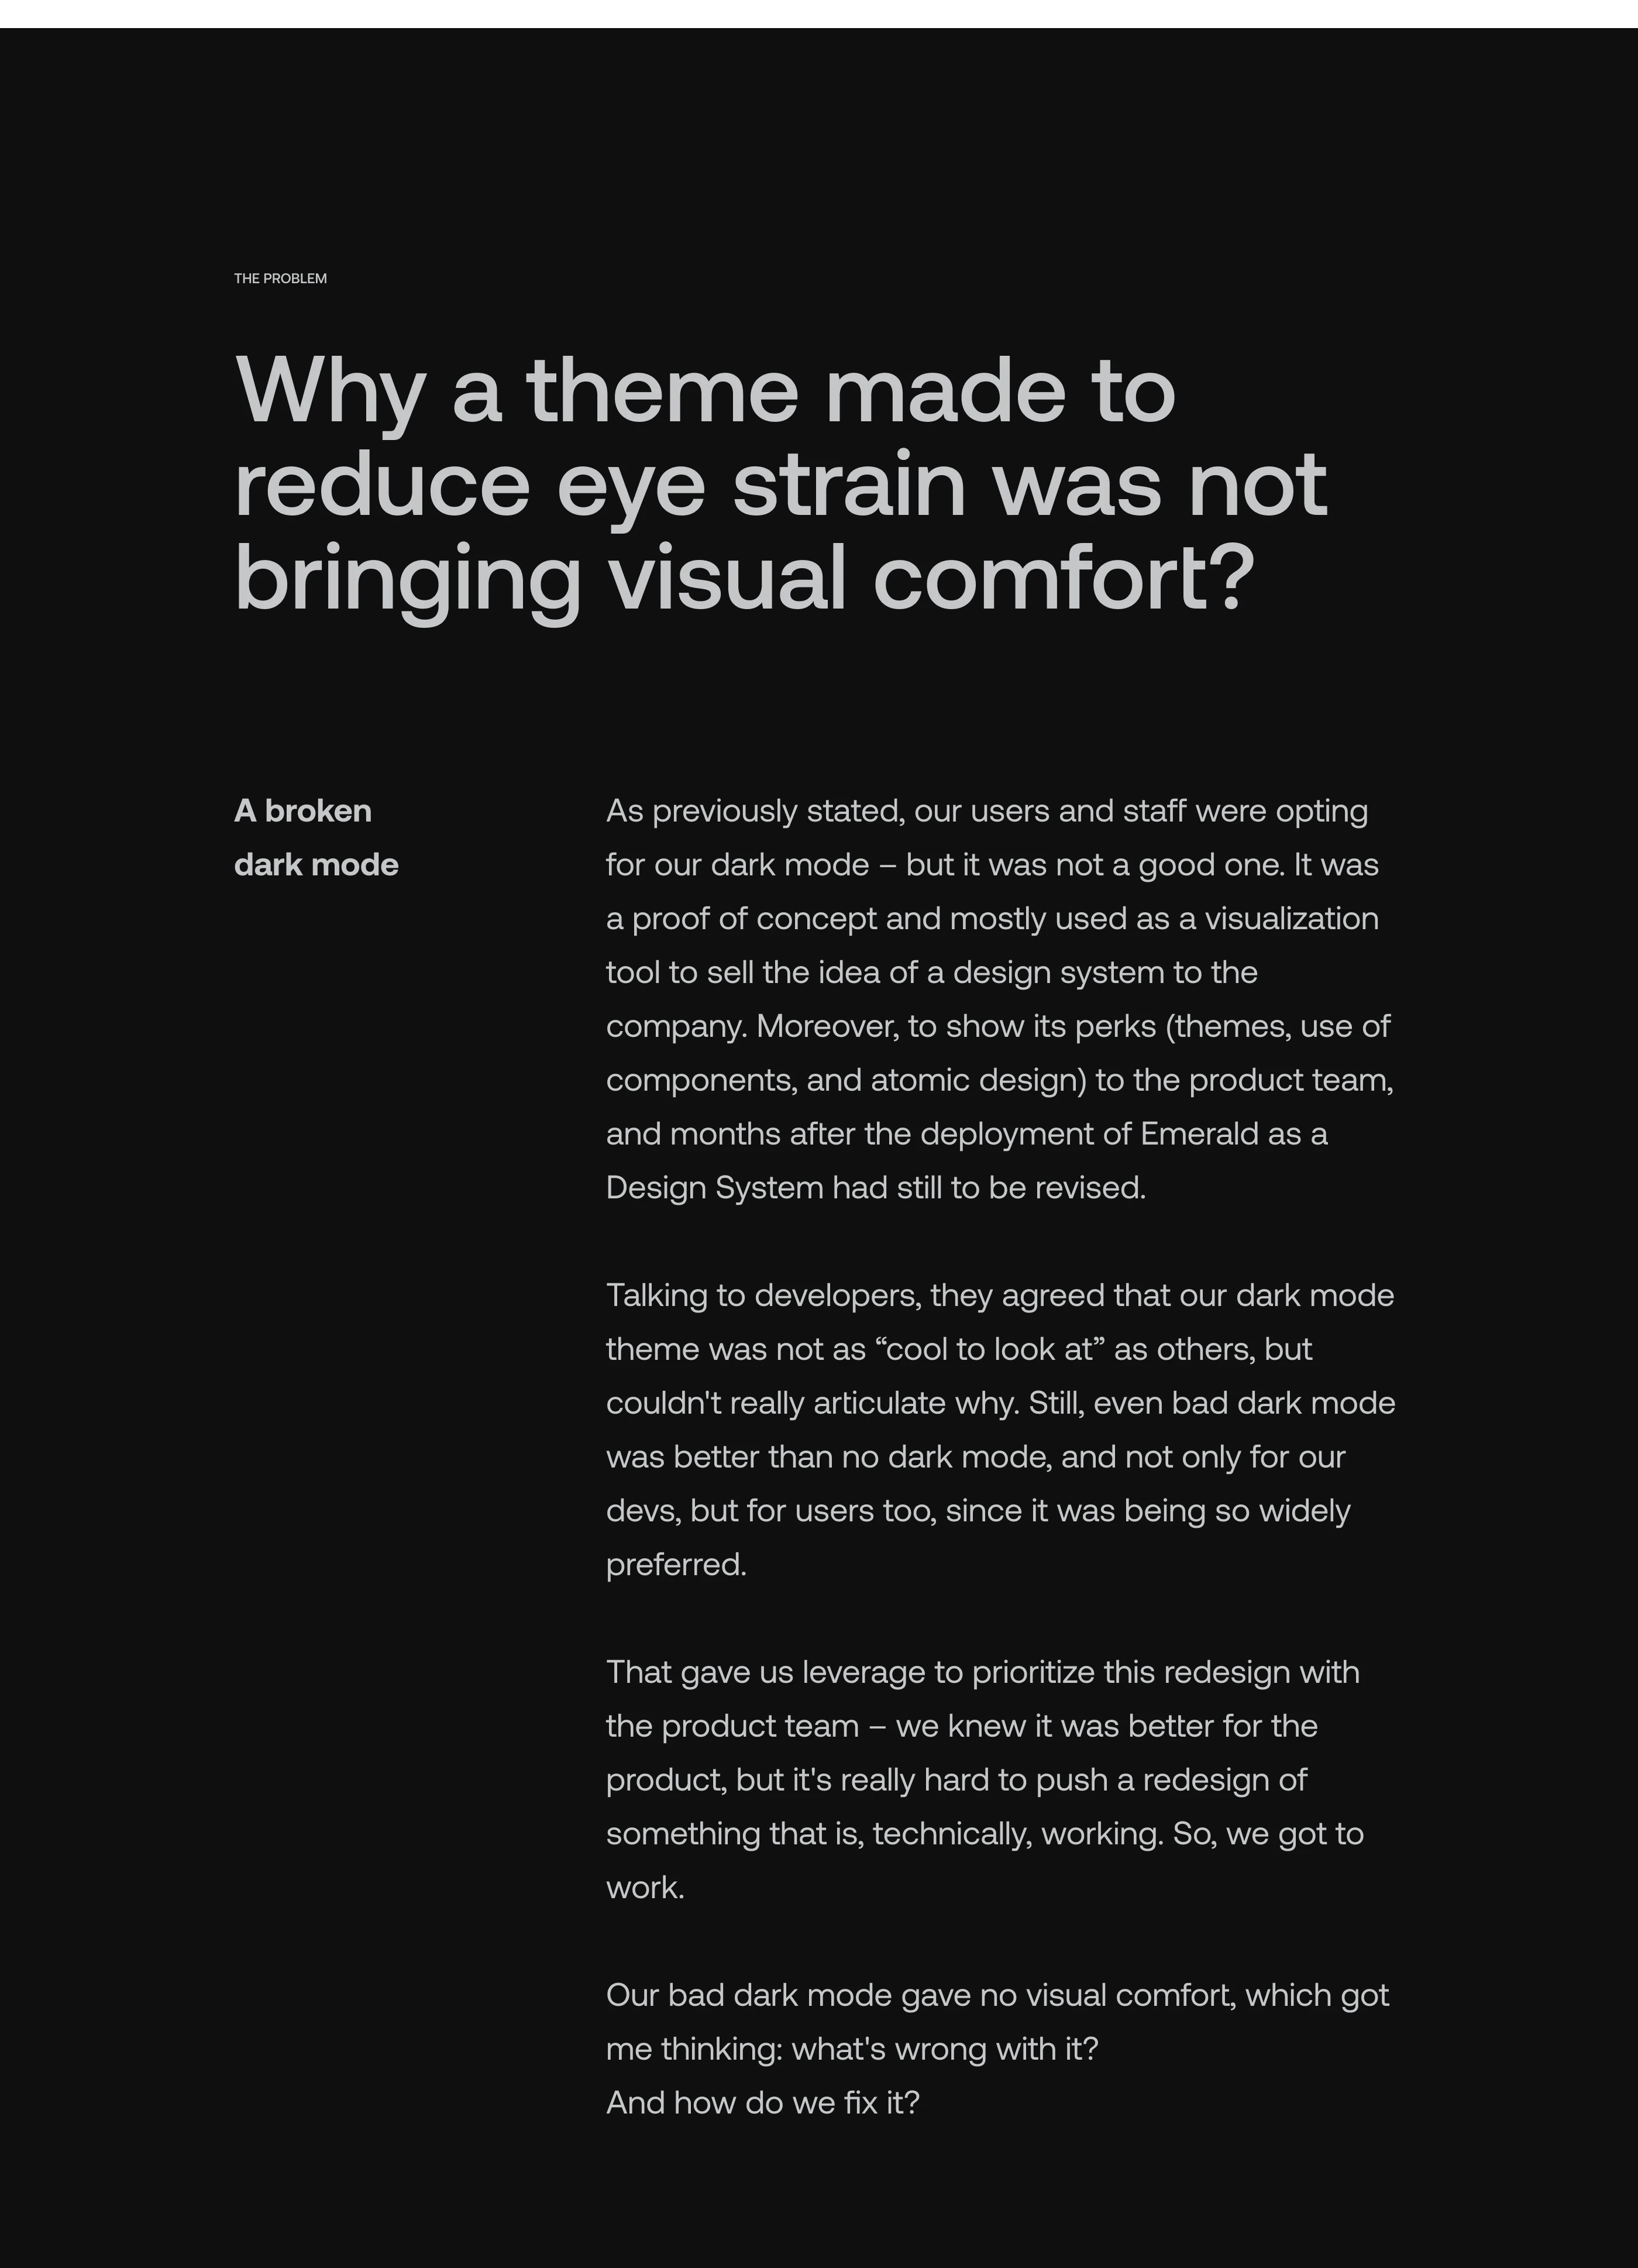 THE PROBLEM
Why a theme made to
reduce eye strain was not
bringing visual comfort?
A broken
dark mode
As previously stated, our users and staff were opting
for our dark mode – but it was not a good one. It was
a proof of concept and mostly used as a visualization
tool to sell the idea of a design system to the
company. Moreover, to show its perks (themes, use of
components, and atomic design) to the product team,
and months after the deployment of Emerald as a
Design System had still to be revised.
Talking to developers, they agreed that our dark mode
theme was not as “cool to look at” as others, but
couldn't really articulate why. Still, even bad dark mode
was better than no dark mode, and not only for our
devs, but for users too, since it was being so widely
preferred.
That gave us leverage to prioritize this redesign with
the product team – we knew it was better for the
product, but it's really hard to push a redesign of
something that is, technically, working. So, we got to
work.
Our bad dark mode gave no visual comfort, which got
me thinking: what's wrong with it?
And how do we fix it?